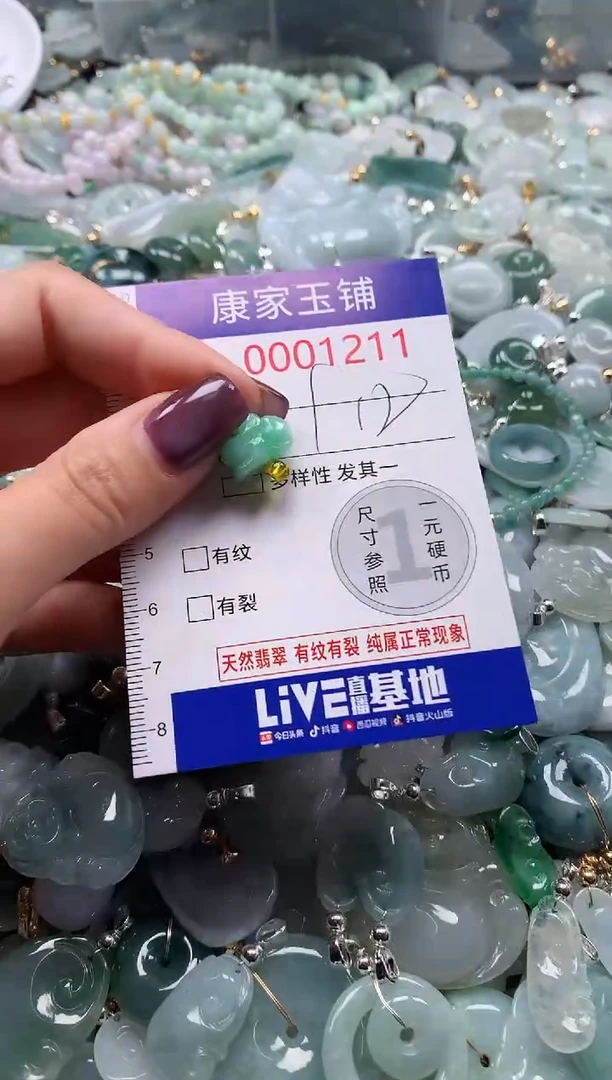 康家玉铺
0001211
多样性 发其一
有纹
有裂
尺寸参照
1
一元硬币
5
6
7
8
天然翡翠 有纹有裂 纯属正常现象
LiVE直播基地
今日头条 抖音 西瓜视频 抖音火山版